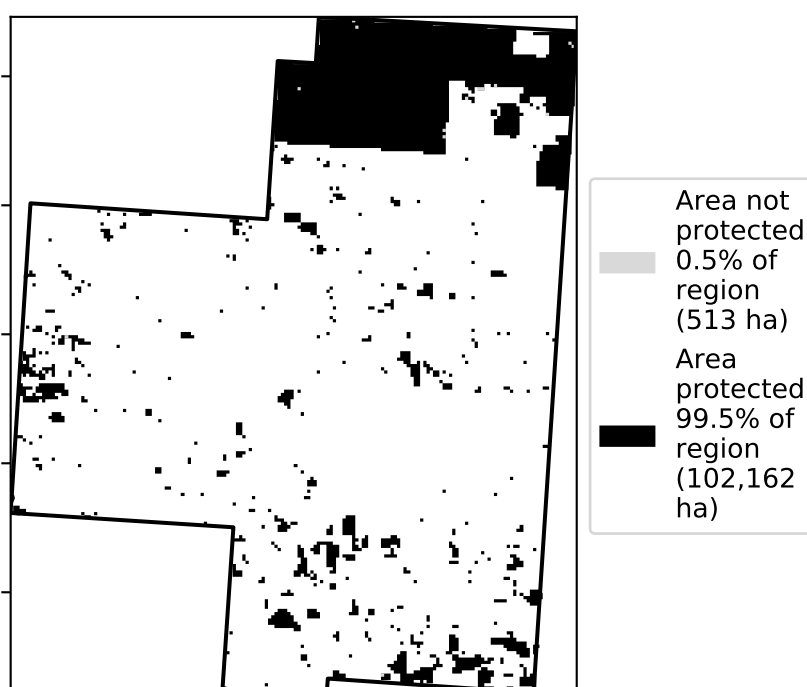 Area not
protected
0.5% of
region
(513 ha)
Area
protected
99.5% of
region
(102,162
ha)